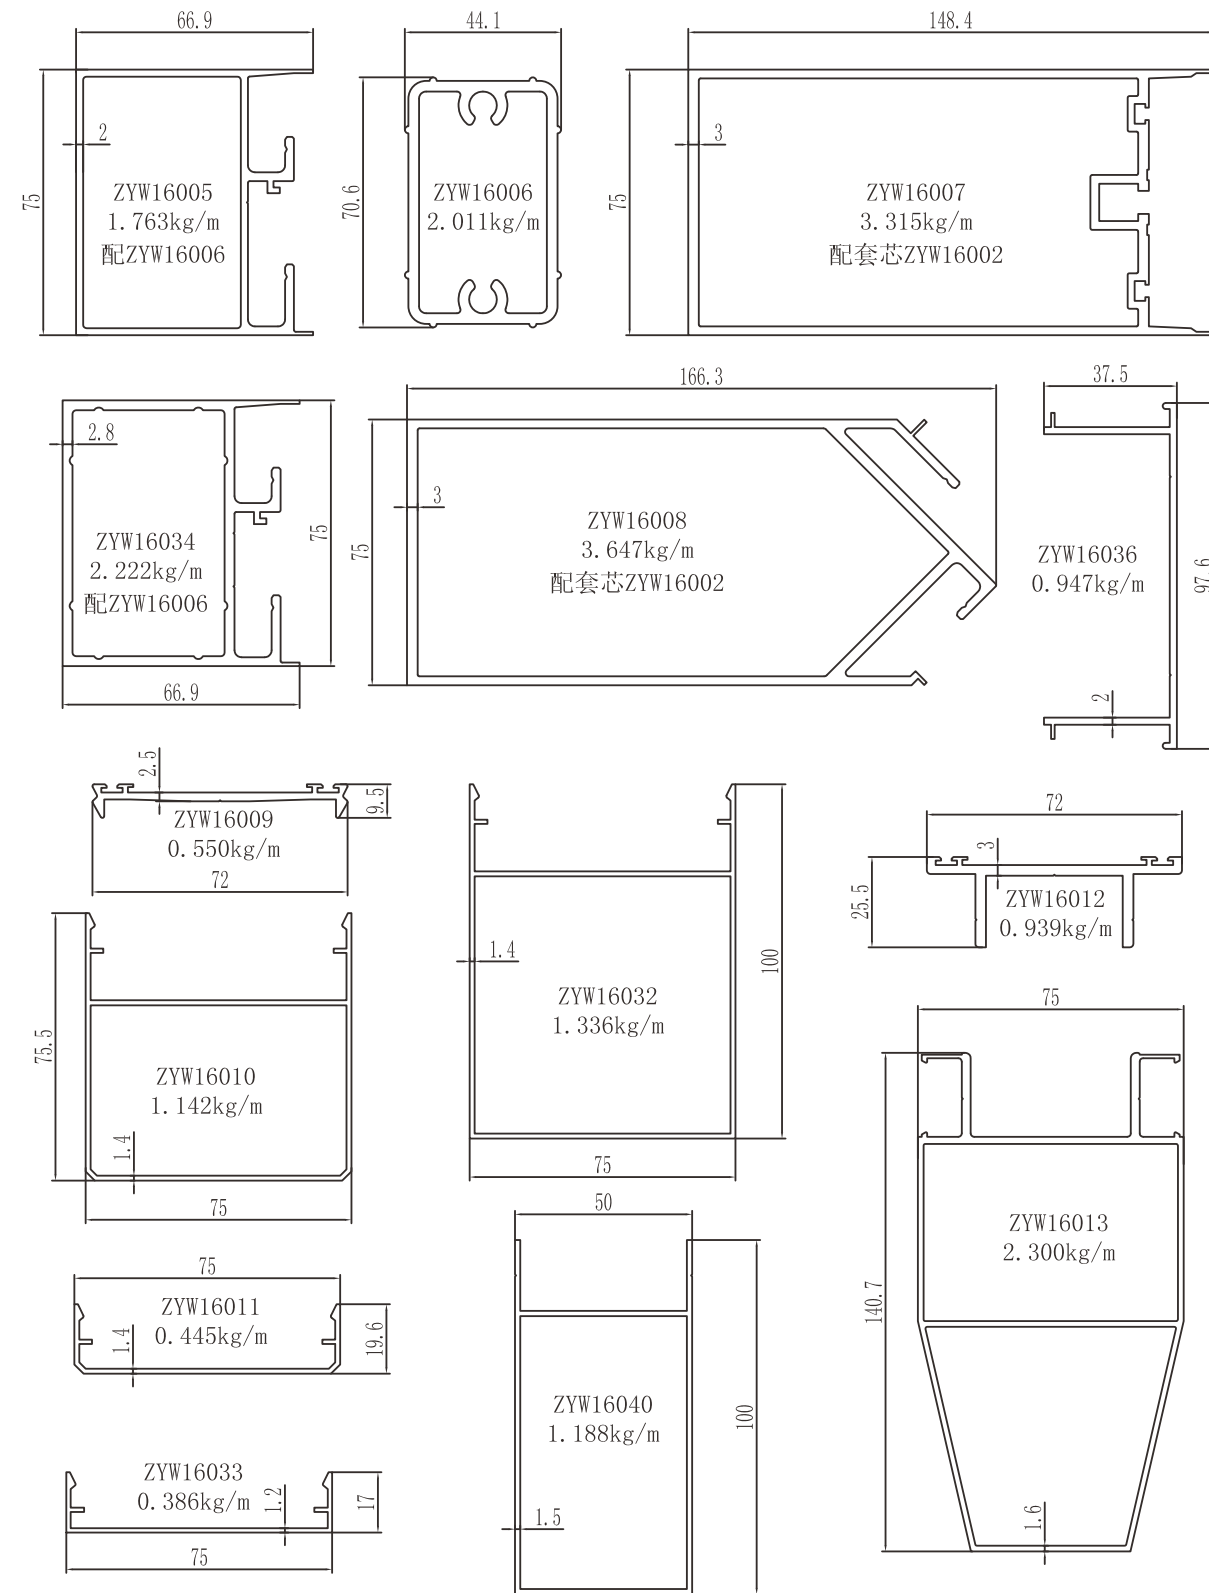 66.9
75
2
ZYW16005
1.763kg/m
配ZYW16006
44.1
70.6
ZYW16006
2.011kg/m
148.4
75
3
ZYW16007
3.315kg/m
配套芯ZYW16002
2.8
ZYW16034
2.222kg/m
配ZYW16006
75
66.9
166.3
75
3
ZYW16008
3.647kg/m
配套芯ZYW16002
37.5
ZYW16036
0.947kg/m
97.6
2
2.5
9.5
ZYW16009
0.550kg/m
72
75.5
ZYW16010
1.142kg/m
1.4
75
1.4
100
ZYW16032
1.336kg/m
75
72
3
25.5
ZYW16012
0.939kg/m
75
140.7
ZYW16013
2.300kg/m
1.6
75
ZYW16011
0.445kg/m
1.4
19.6
ZYW16033
0.386kg/m
1.2
17
75
50
100
ZYW16040
1.188kg/m
1.5